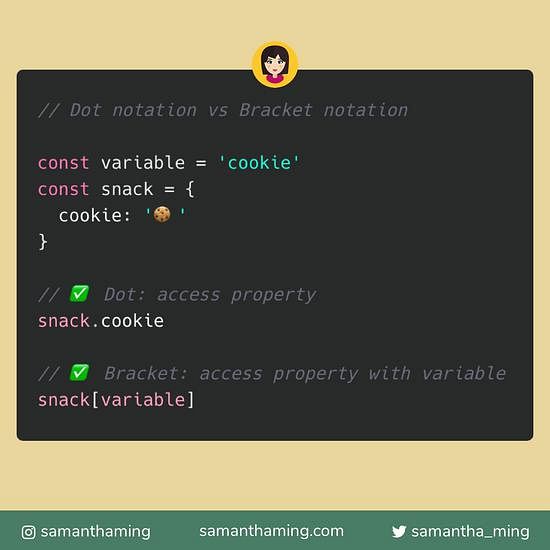 // Dot notation vs Bracket notation
const variable = 'cookie'
const snack = {
  cookie: '🍪 '
}
// ✅ Dot: access property
snack.cookie
// ✅ Bracket: access property with variable
snack[variable]
samanthaming
samanthaming.com
samantha_ming